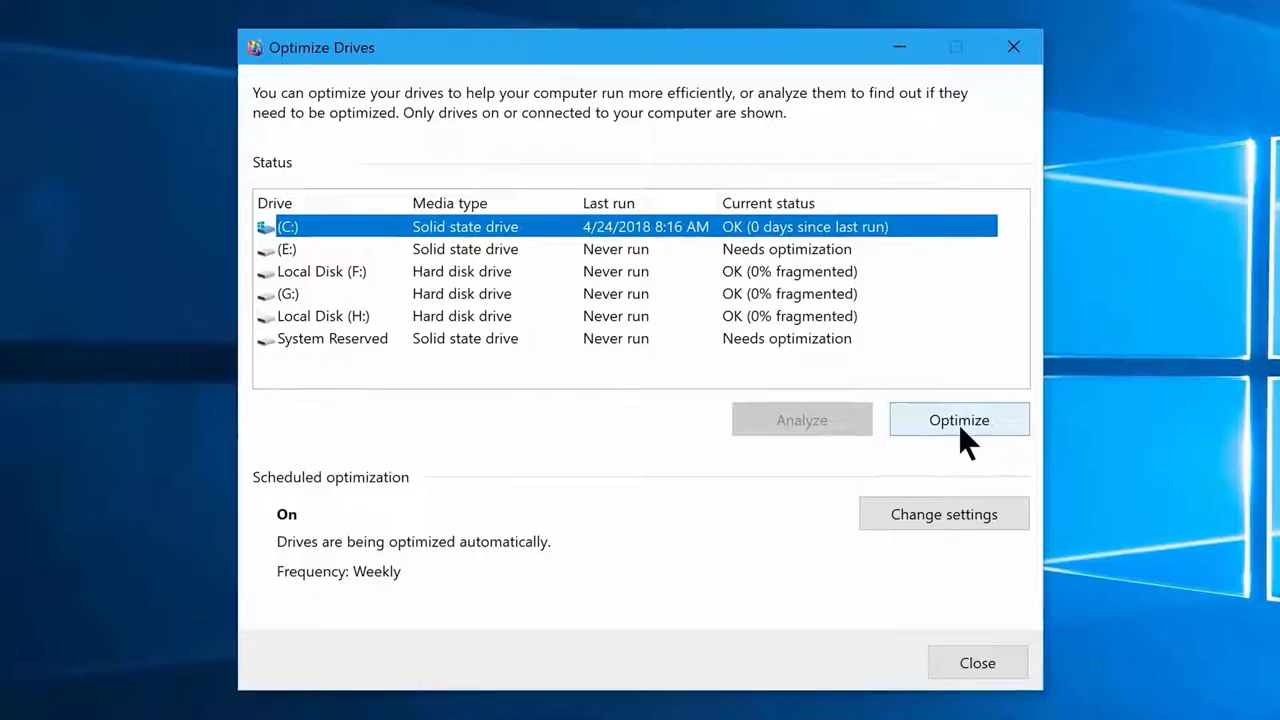 Optimize Drives
You can optimize your drives to help your computer run more efficiently, or analyze them to find out if they
need to be optimized. Only drives on or connected to your computer are shown.
Status
Drive Media type Last run Current status
(C:) Solid state drive 4/24/2018 8:16 AM OK (0 days since last run)
(E:) Solid state drive Never run Needs optimization
Local Disk (F:) Hard disk drive Never run OK (0% fragmented)
(G:) Hard disk drive Never run OK (0% fragmented)
Local Disk (H:) Hard disk drive Never run OK (0% fragmented)
System Reserved Solid state drive Never run Needs optimization
Analyze Optimize
Scheduled optimization
On
Change settings
Drives are being optimized automatically.
Frequency: Weekly
Close